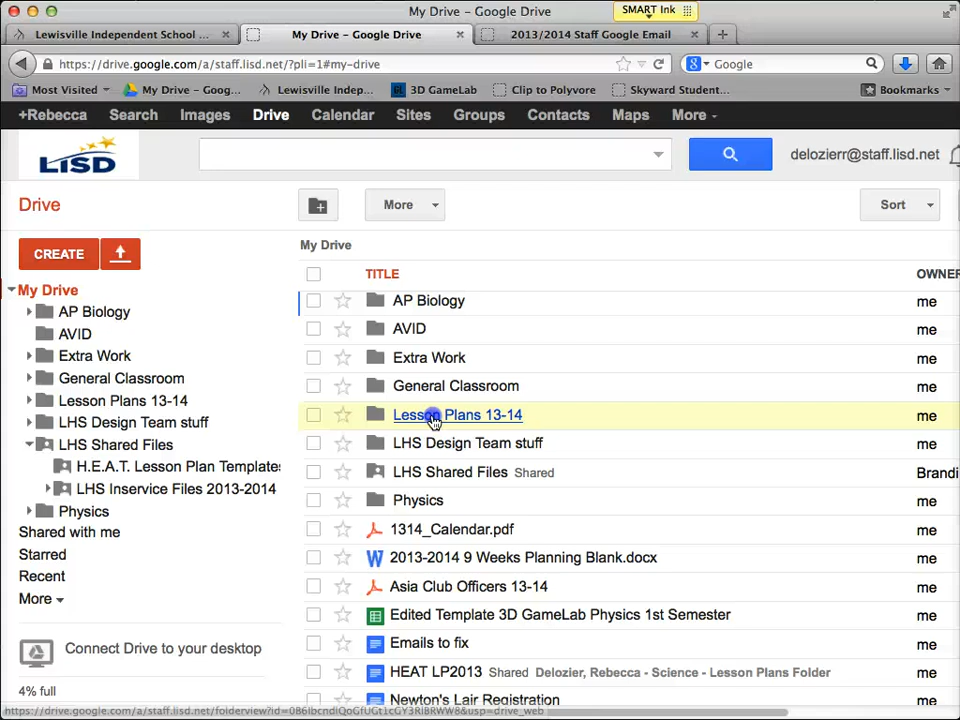 My Drive - Google Drive
SMART Ink
Lewisville Independent School ...
My Drive – Google Drive
2013/2014 Staff Google Email
https://drive.google.com/a/staff.lisd.net/?pli=1#my-drive
Google
Most Visited
My Drive – Goog...
Lewisville Indep...
GL 3D GameLab
Clip to Polyvore
Skyward Student...
Bookmarks
+Rebecca Search Images Drive Calendar Sites Groups Contacts Maps More
LISD
delozierr@staff.lisd.net
Drive
More
Sort
CREATE
My Drive
AP Biology
AVID
Extra Work
General Classroom
Lesson Plans 13-14
LHS Design Team stuff
LHS Shared Files
H.E.A.T. Lesson Plan Templates
LHS Inservice Files 2013-2014
Physics
Shared with me
Starred
Recent
More
Connect Drive to your desktop
4% full
My Drive
TITLE OWNER
AP Biology me
AVID me
Extra Work me
General Classroom me
Lesson Plans 13-14 me
LHS Design Team stuff me
LHS Shared Files Shared Brandi
Physics me
1314_Calendar.pdf me
2013-2014 9 Weeks Planning Blank.docx me
Asia Club Officers 13-14 me
Edited Template 3D GameLab Physics 1st Semester me
Emails to fix me
HEAT LP2013 Shared Delozier, Rebecca - Science - Lesson Plans Folder me
Newton's Lair Registration me